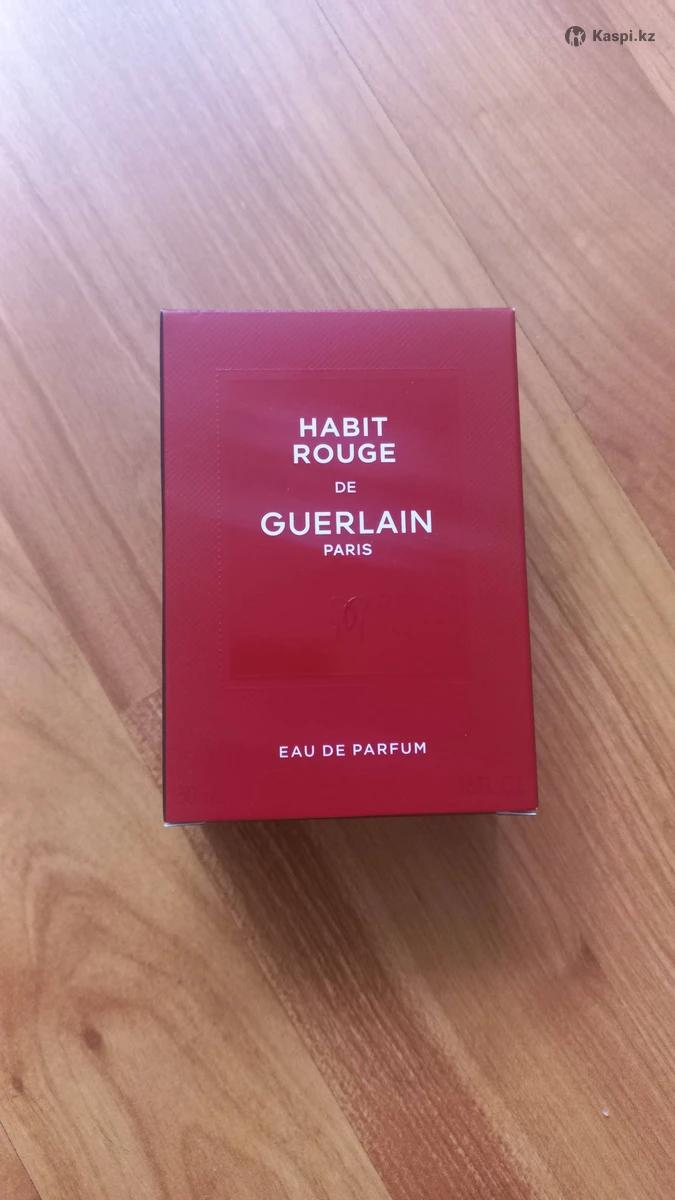 Kaspi.kz
HABIT
ROUGE
DE
GUERLAIN
PARIS
EAU DE PARFUM